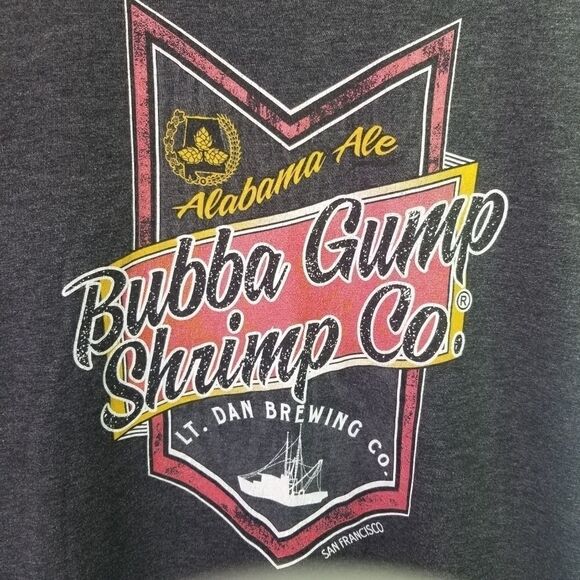 Alabama Ale
Bubba Gump
Shrimp Co.®
LT. DAN BREWING CO.
SAN FRANCISCO